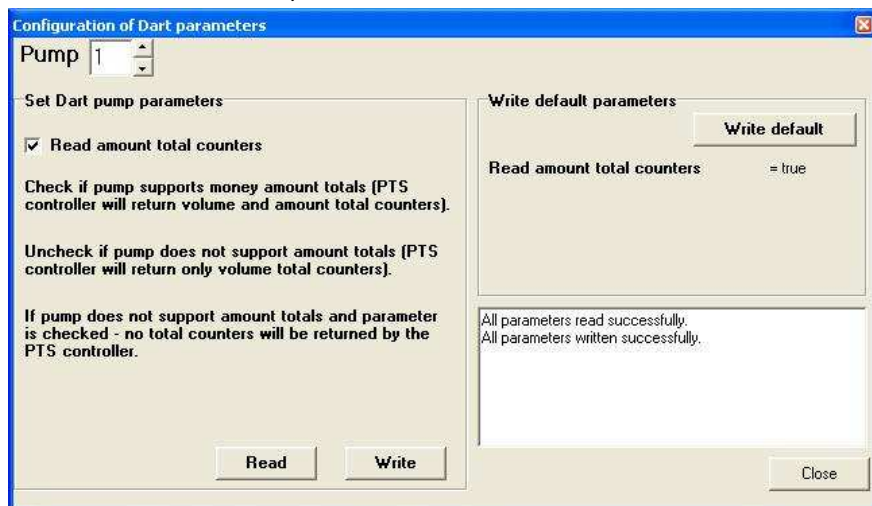 Configuration of Dart parameters
Pump 1
Set Dart pump parameters
Read amount total counters
Check if pump supports money amount totals (PTS
controller will return volume and amount total counters).
Uncheck if pump does not support amount totals (PTS
controller will return only volume total counters).
If pump does not support amount totals and parameter
is checked - no total counters will be returned by the
PTS controller.
Read Write
Write default parameters
Write default
Read amount total counters = true
All parameters read successfully.
All parameters written successfully.
Close